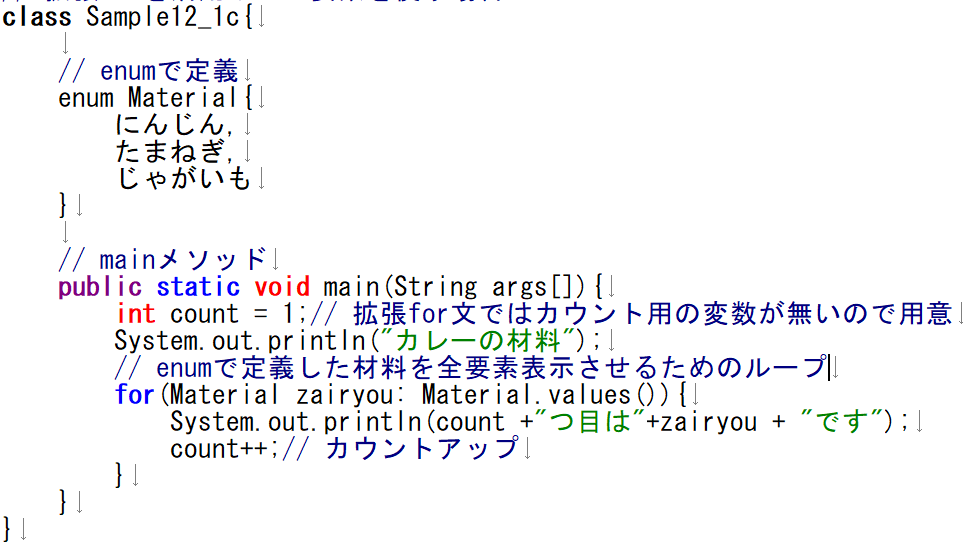 class Sample12_1c{↓
↓
// enumで定義↓
enum Material{↓
にんじん,↓
たまねぎ,↓
じゃがいも↓
}↓
↓
// mainメソッド↓
public static void main(String args[]){↓
int count = 1;// 拡張for文ではカウント用の変数が無いので用意↓
System.out.println("カレーの材料");↓
// enumで定義した材料を全要素表示させるためのループ↓
for(Material zairyou: Material.values()){↓
System.out.println(count +"つ目は"+zairyou + "です");↓
count++;// カウントアップ↓
}↓
}↓
}↓